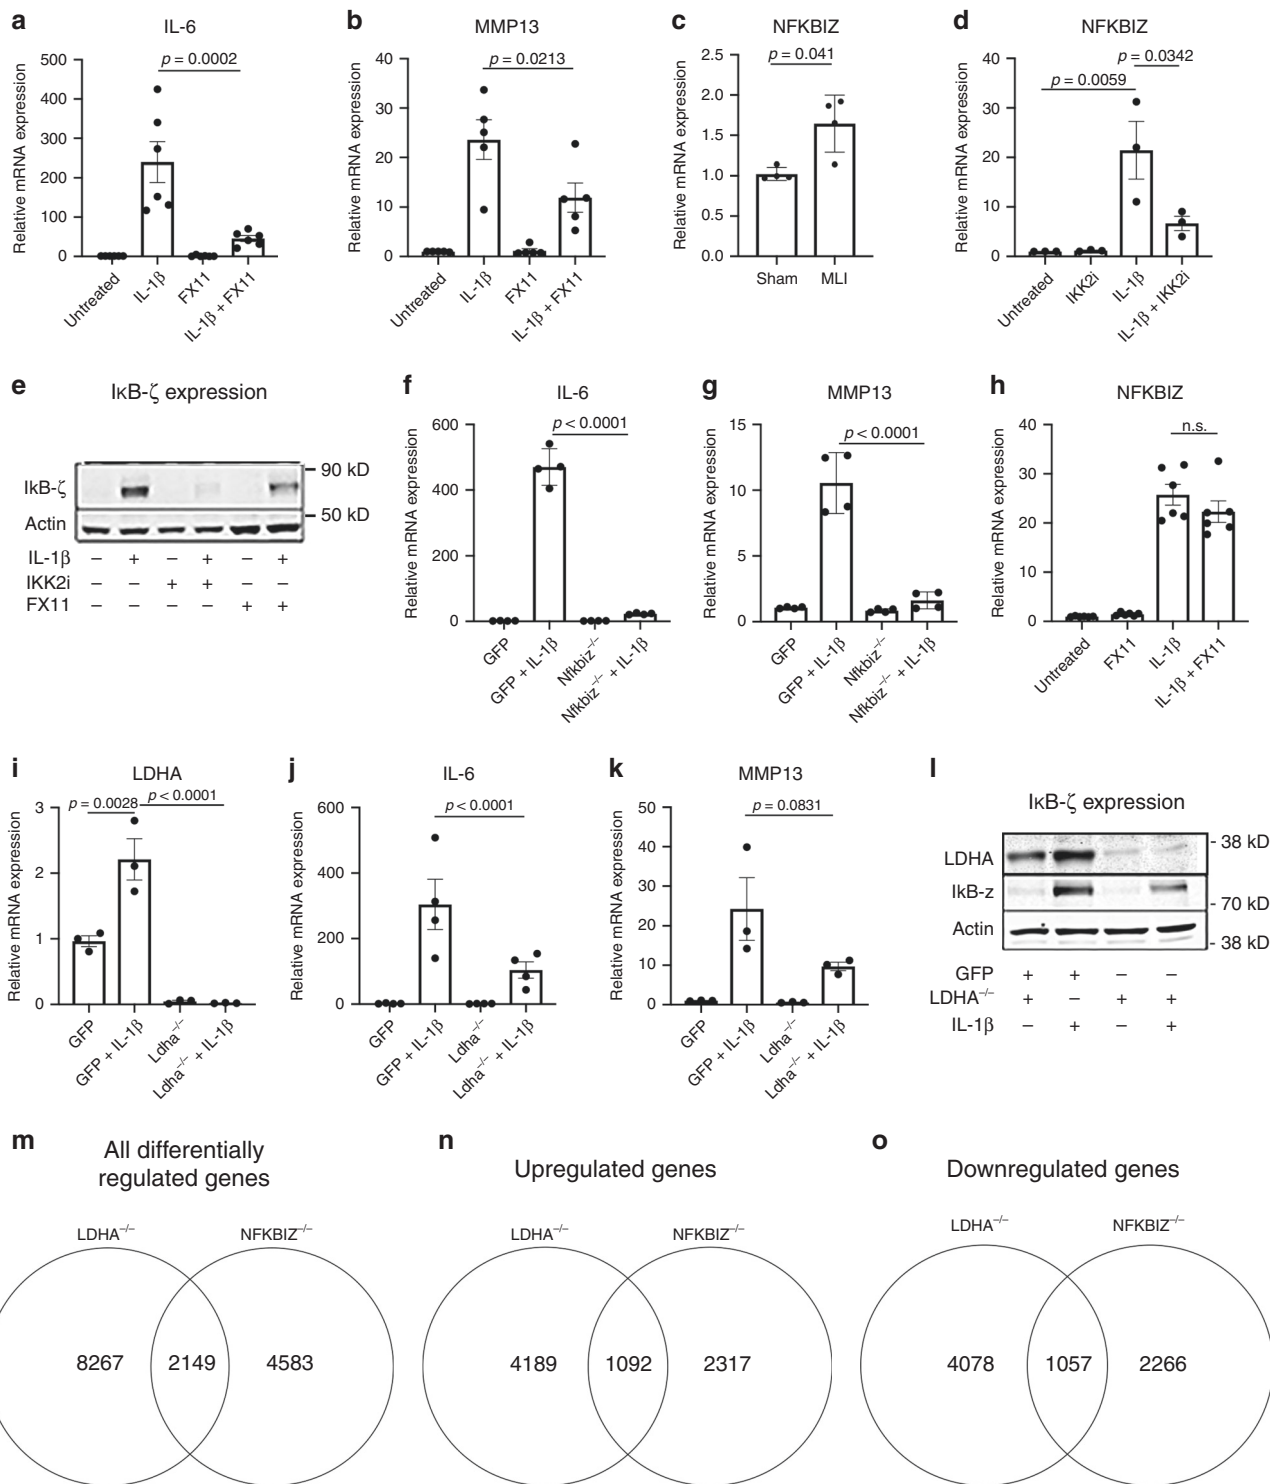 a
IL-6
Relative mRNA expression
500
400
300
200
100
0
p = 0.0002
Untreated
IL-1β
FX11
IL-1β + FX11
b
MMP13
Relative mRNA expression
40
30
20
10
0
p = 0.0213
Untreated
IL-1β
FX11
IL-1β + FX11
c
NFKBIZ
Relative mRNA expression
2.5
2.0
1.5
1.0
0.5
0.0
p = 0.041
Sham
MLI
d
NFKBIZ
Relative mRNA expression
40
30
20
10
0
p = 0.0342
p = 0.0059
Untreated
IKK2i
IL-1β
IL-1β + IKK2i
e
IκB-ζ expression
IkB-ζ
Actin
90 kD
50 kD
IL-1β – + – + – +
IKK2i – – + + – –
FX11 – – – – + +
f
IL-6
Relative mRNA expression
600
400
200
0
p < 0.0001
GFP
GFP + IL-1β
Nfkbiz–/–
Nfkbiz–/– + IL-1β
g
MMP13
Relative mRNA expression
15
10
5
0
p < 0.0001
GFP
GFP + IL-1β
Nfkbiz–/–
Nfkbiz–/– + IL-1β
h
NFKBIZ
Relative mRNA expression
40
30
20
10
0
n.s.
Untreated
FX11
IL-1β
IL-1β + FX11
i
LDHA
Relative mRNA expression
3
2
1
0
p = 0.0028
p < 0.0001
GFP
GFP + IL-1β
Ldha–/–
Ldha–/– + IL-1β
j
IL-6
Relative mRNA expression
600
400
200
0
p < 0.0001
GFP
GFP + IL-1β
Ldha–/–
Ldha–/– + IL-1β
k
MMP13
Relative mRNA expression
50
40
30
20
10
0
p = 0.0831
GFP
GFP + IL-1β
Ldha–/–
Ldha–/– + IL-1β
l
IκB-ζ expression
LDHA
IkB-z
Actin
- 38 kD
- 70 kD
- 38 kD
GFP + + – –
LDHA–/– + – + +
IL-1β – + – +
m
All differentially
regulated genes
LDHA–/–
NFKBIZ–/–
8267
2149
4583
n
Upregulated genes
LDHA–/–
NFKBIZ–/–
4189
1092
2317
o
Downregulated genes
LDHA–/–
NFKBIZ–/–
4078
1057
2266